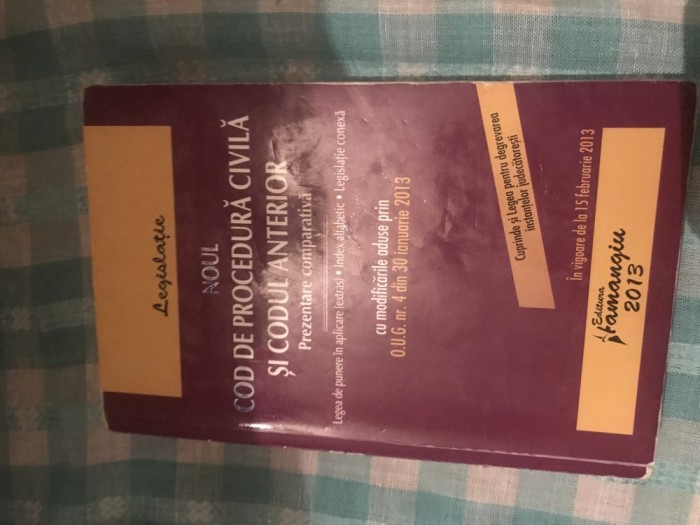 Legislație
NOUL
COD DE PROCEDURĂ CIVILĂ
ȘI CODUL ANTERIOR
Prezentare comparativă
Legea de punere în aplicare (extras) • Index alfabetic • Legislație conexă
cu modificările aduse prin
O.U.G. nr. 4 din 30 ianuarie 2013
Cuprinde și Legea pentru degrevarea
instanțelor judecătorești
În vigoare de la 15 februarie 2013
Editura
Hamangiu
2013